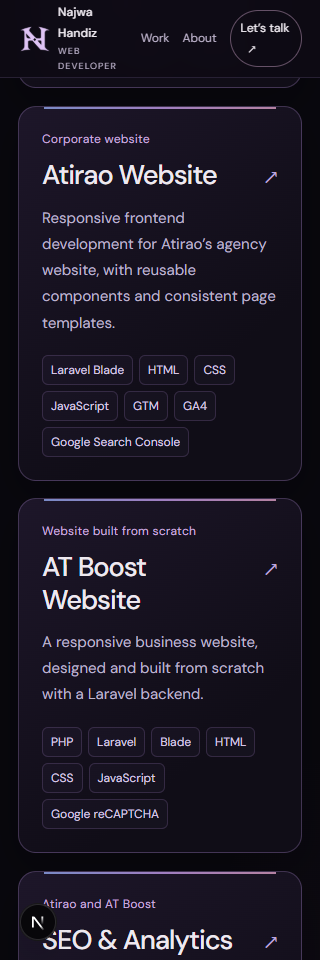 Najwa
Handiz
WEB
DEVELOPER
Work
About
Let's talk
↗
Corporate website
Atirao Website
↗
Responsive frontend
development for Atirao's agency
website, with reusable
components and consistent page
templates.
Laravel Blade
HTML
CSS
JavaScript
GTM
GA4
Google Search Console
Website built from scratch
AT Boost
Website
↗
A responsive business website,
designed and built from scratch
with a Laravel backend.
PHP
Laravel
Blade
HTML
CSS
JavaScript
Google reCAPTCHA
Atirao and AT Boost
SEO & Analytics
↗